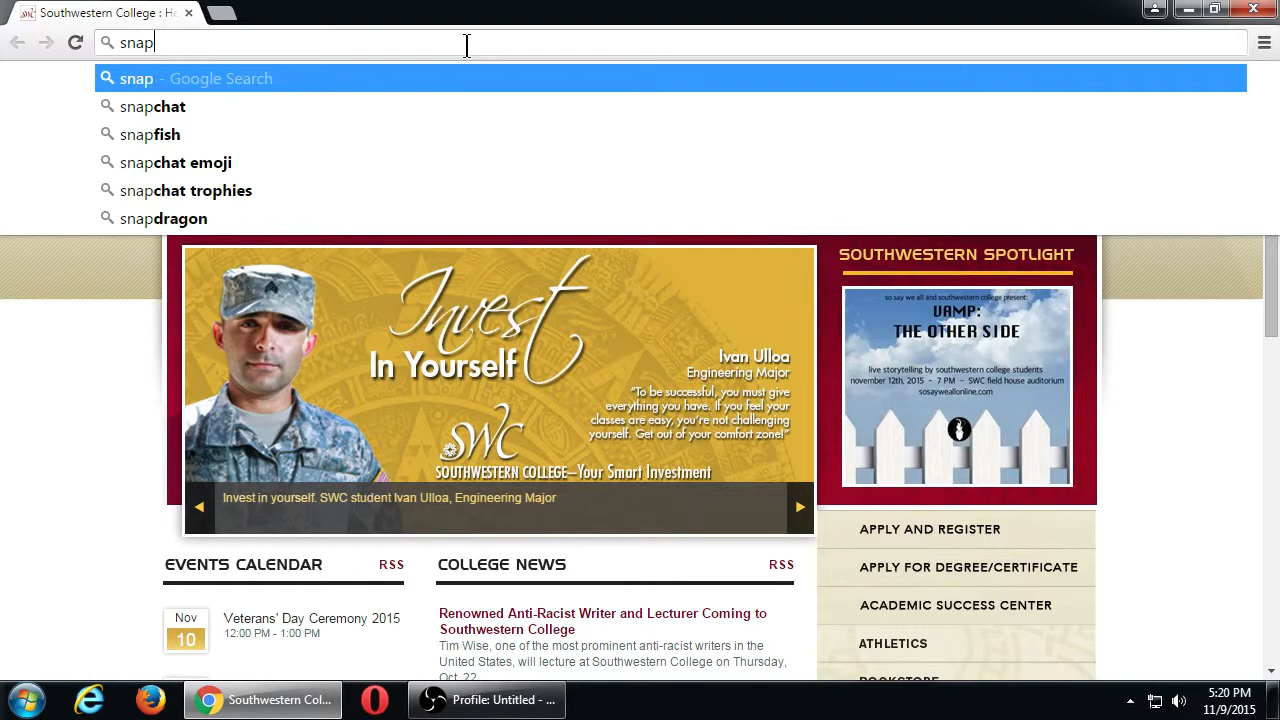 Southwestern College : Ho
snap
snap - Google Search
snapchat
snapfish
snapchat emoji
snapchat trophies
snapdragon
Invest
In Yourself
Ivan Ulloa
Engineering Major
"To be successful, you must give
everything you have. If you feel your
classes are easy, you're not challenging
yourself. Get out of your comfort zone!"
SWC
SOUTHWESTERN COLLEGE–Your Smart Investment
Invest in yourself. SWC student Ivan Ulloa, Engineering Major
SOUTHWESTERN SPOTLIGHT
so say we all and southwestern college present:
VAMP:
THE OTHER SIDE
live storytelling by southwestern college students
november 12th, 2015 - 7 PM - SWC field house auditorium
sosayweallonline.com
EVENTS CALENDAR RSS
Nov
10
Veterans' Day Ceremony 2015
12:00 PM - 1:00 PM
COLLEGE NEWS RSS
Renowned Anti-Racist Writer and Lecturer Coming to
Southwestern College
Tim Wise, one of the most prominent anti-racist writers in the
United States, will lecture at Southwestern College on Thursday,
Oct. 22
APPLY AND REGISTER
APPLY FOR DEGREE/CERTIFICATE
ACADEMIC SUCCESS CENTER
ATHLETICS
BOOKSTORE
Southwestern Col...
Profile: Untitled - ...
5:20 PM
11/9/2015